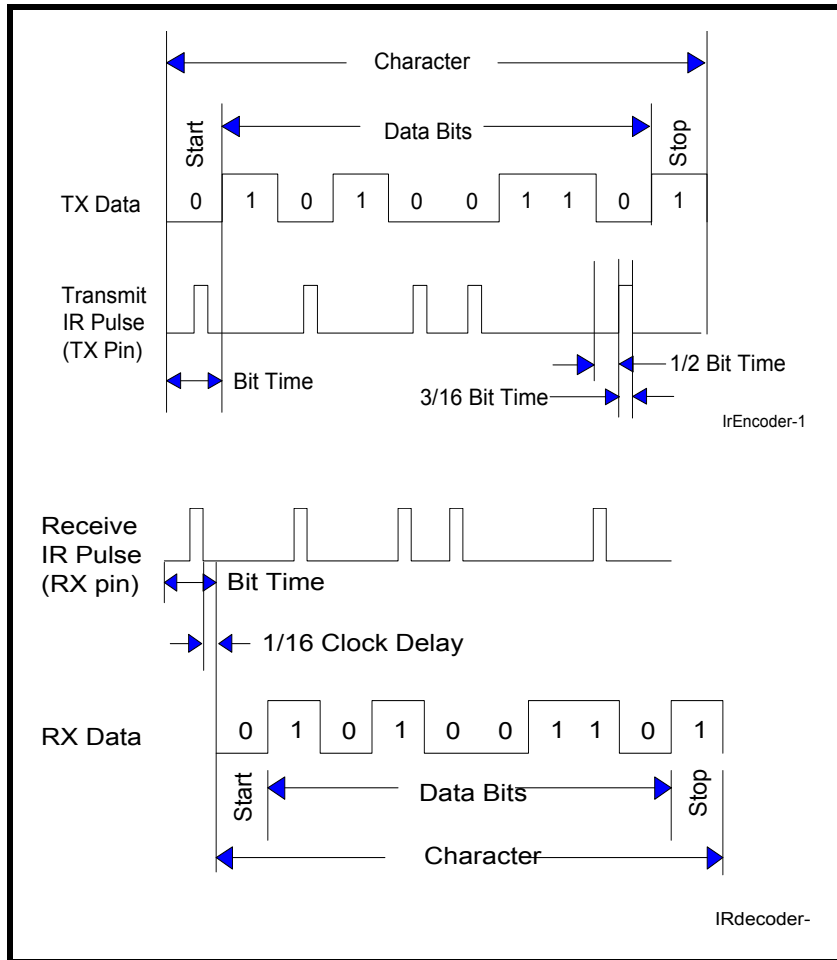 Character
Start
Data Bits
Stop
TX Data
0 1 0 1 0 0 1 1 0 1
Transmit
IR Pulse
(TX Pin)
Bit Time
1/2 Bit Time
3/16 Bit Time
IrEncoder-1
Receive
IR Pulse
(RX pin)
Bit Time
1/16 Clock Delay
RX Data
0 1 0 1 0 0 1 1 0 1
Start
Data Bits
Stop
Character
IRdecoder-